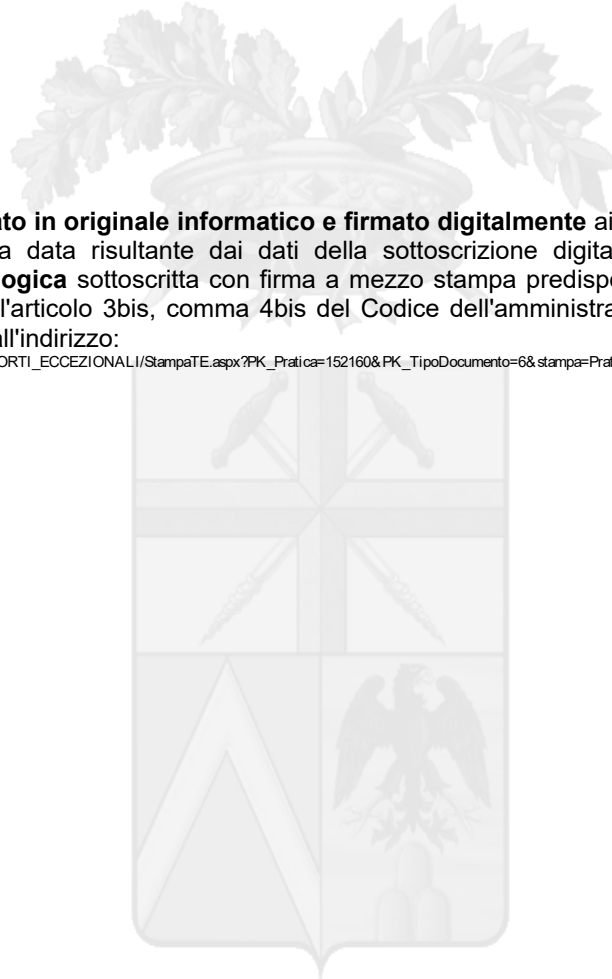 ato in originale informatico e firmato digitalmente ai
a data risultante dai dati della sottoscrizione digita
ogica sottoscritta con firma a mezzo stampa predispo
l'articolo 3bis, comma 4bis del Codice dell'amministra
all'indirizzo:
ORTI_ECCEZIONALI/StampaTE.aspx?PK_Pratica=152160&PK_TipoDocumento=6&stampa=Prat